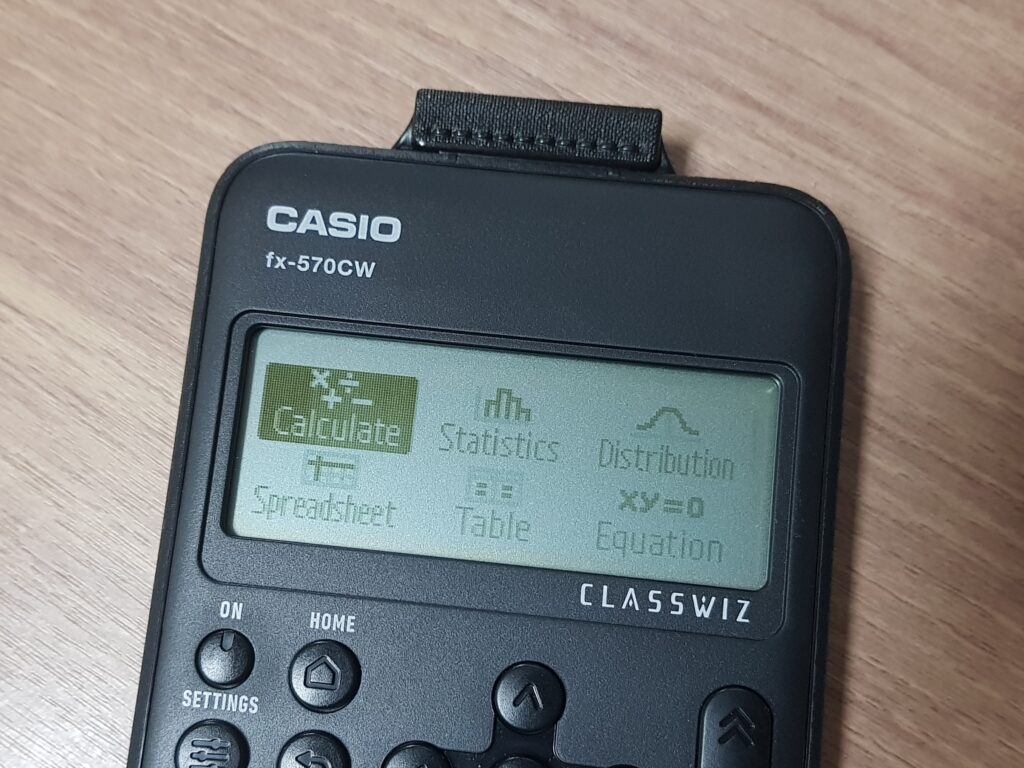 CASIO
fx-570CW
Calculate Statistics Distribution
xy=0
Spreadsheet Table Equation
CLASSWIZ
ON HOME
SETTINGS